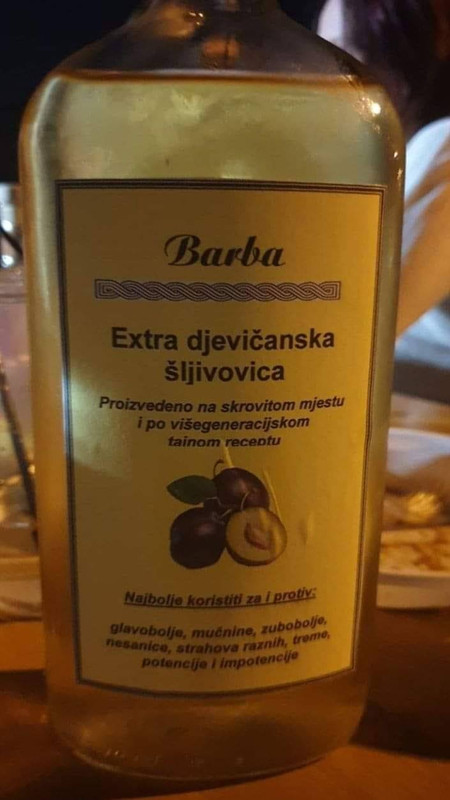 Barba
Extra djevičanska
šljivovica
Proizvedeno na skrovitom mjestu
i po višegeneracijskom
tajnom receptu
Najbolje koristiti za i protiv:
glavobolje, mučnine, zubobolje,
nesanice, strahova raznih, treme,
potencije i impotencije